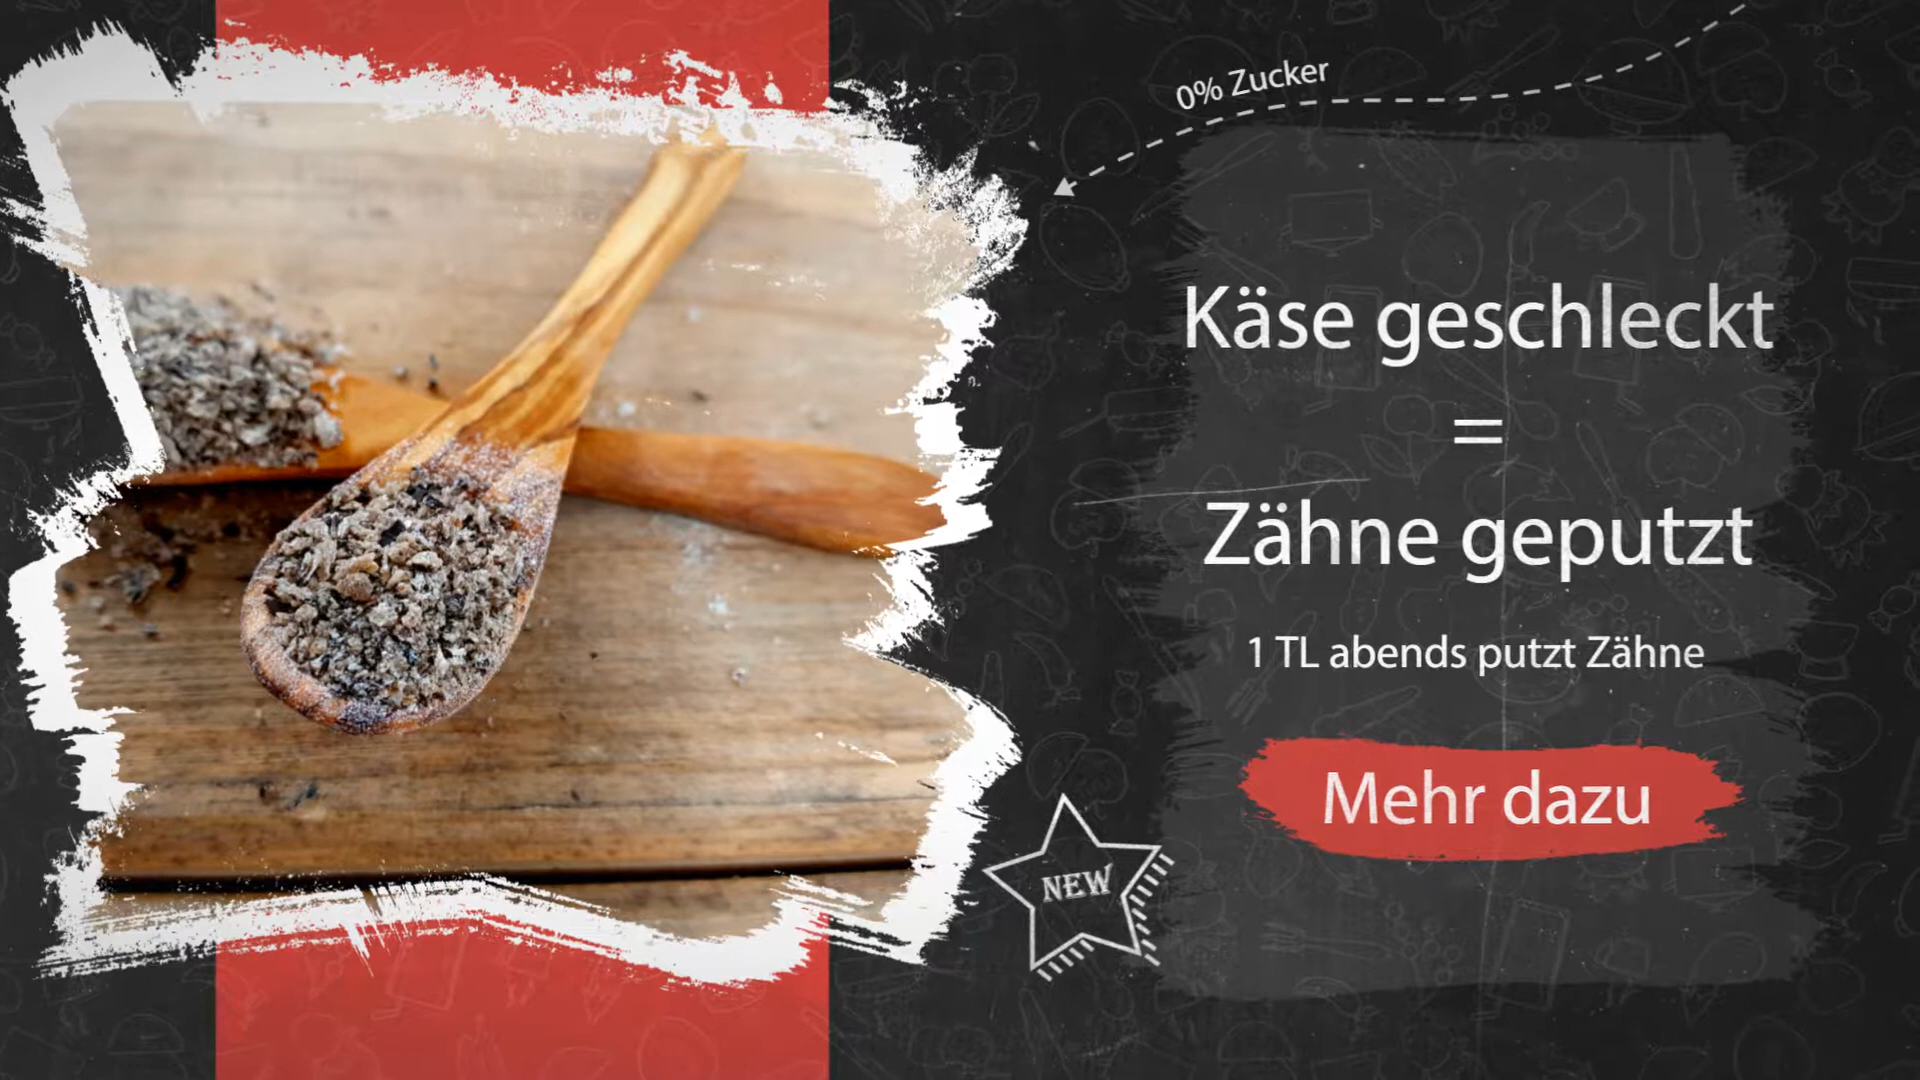 0% Zucker
Käse geschleckt
=
Zähne geputzt
1 TL abends putzt Zähne
Mehr dazu
NEW